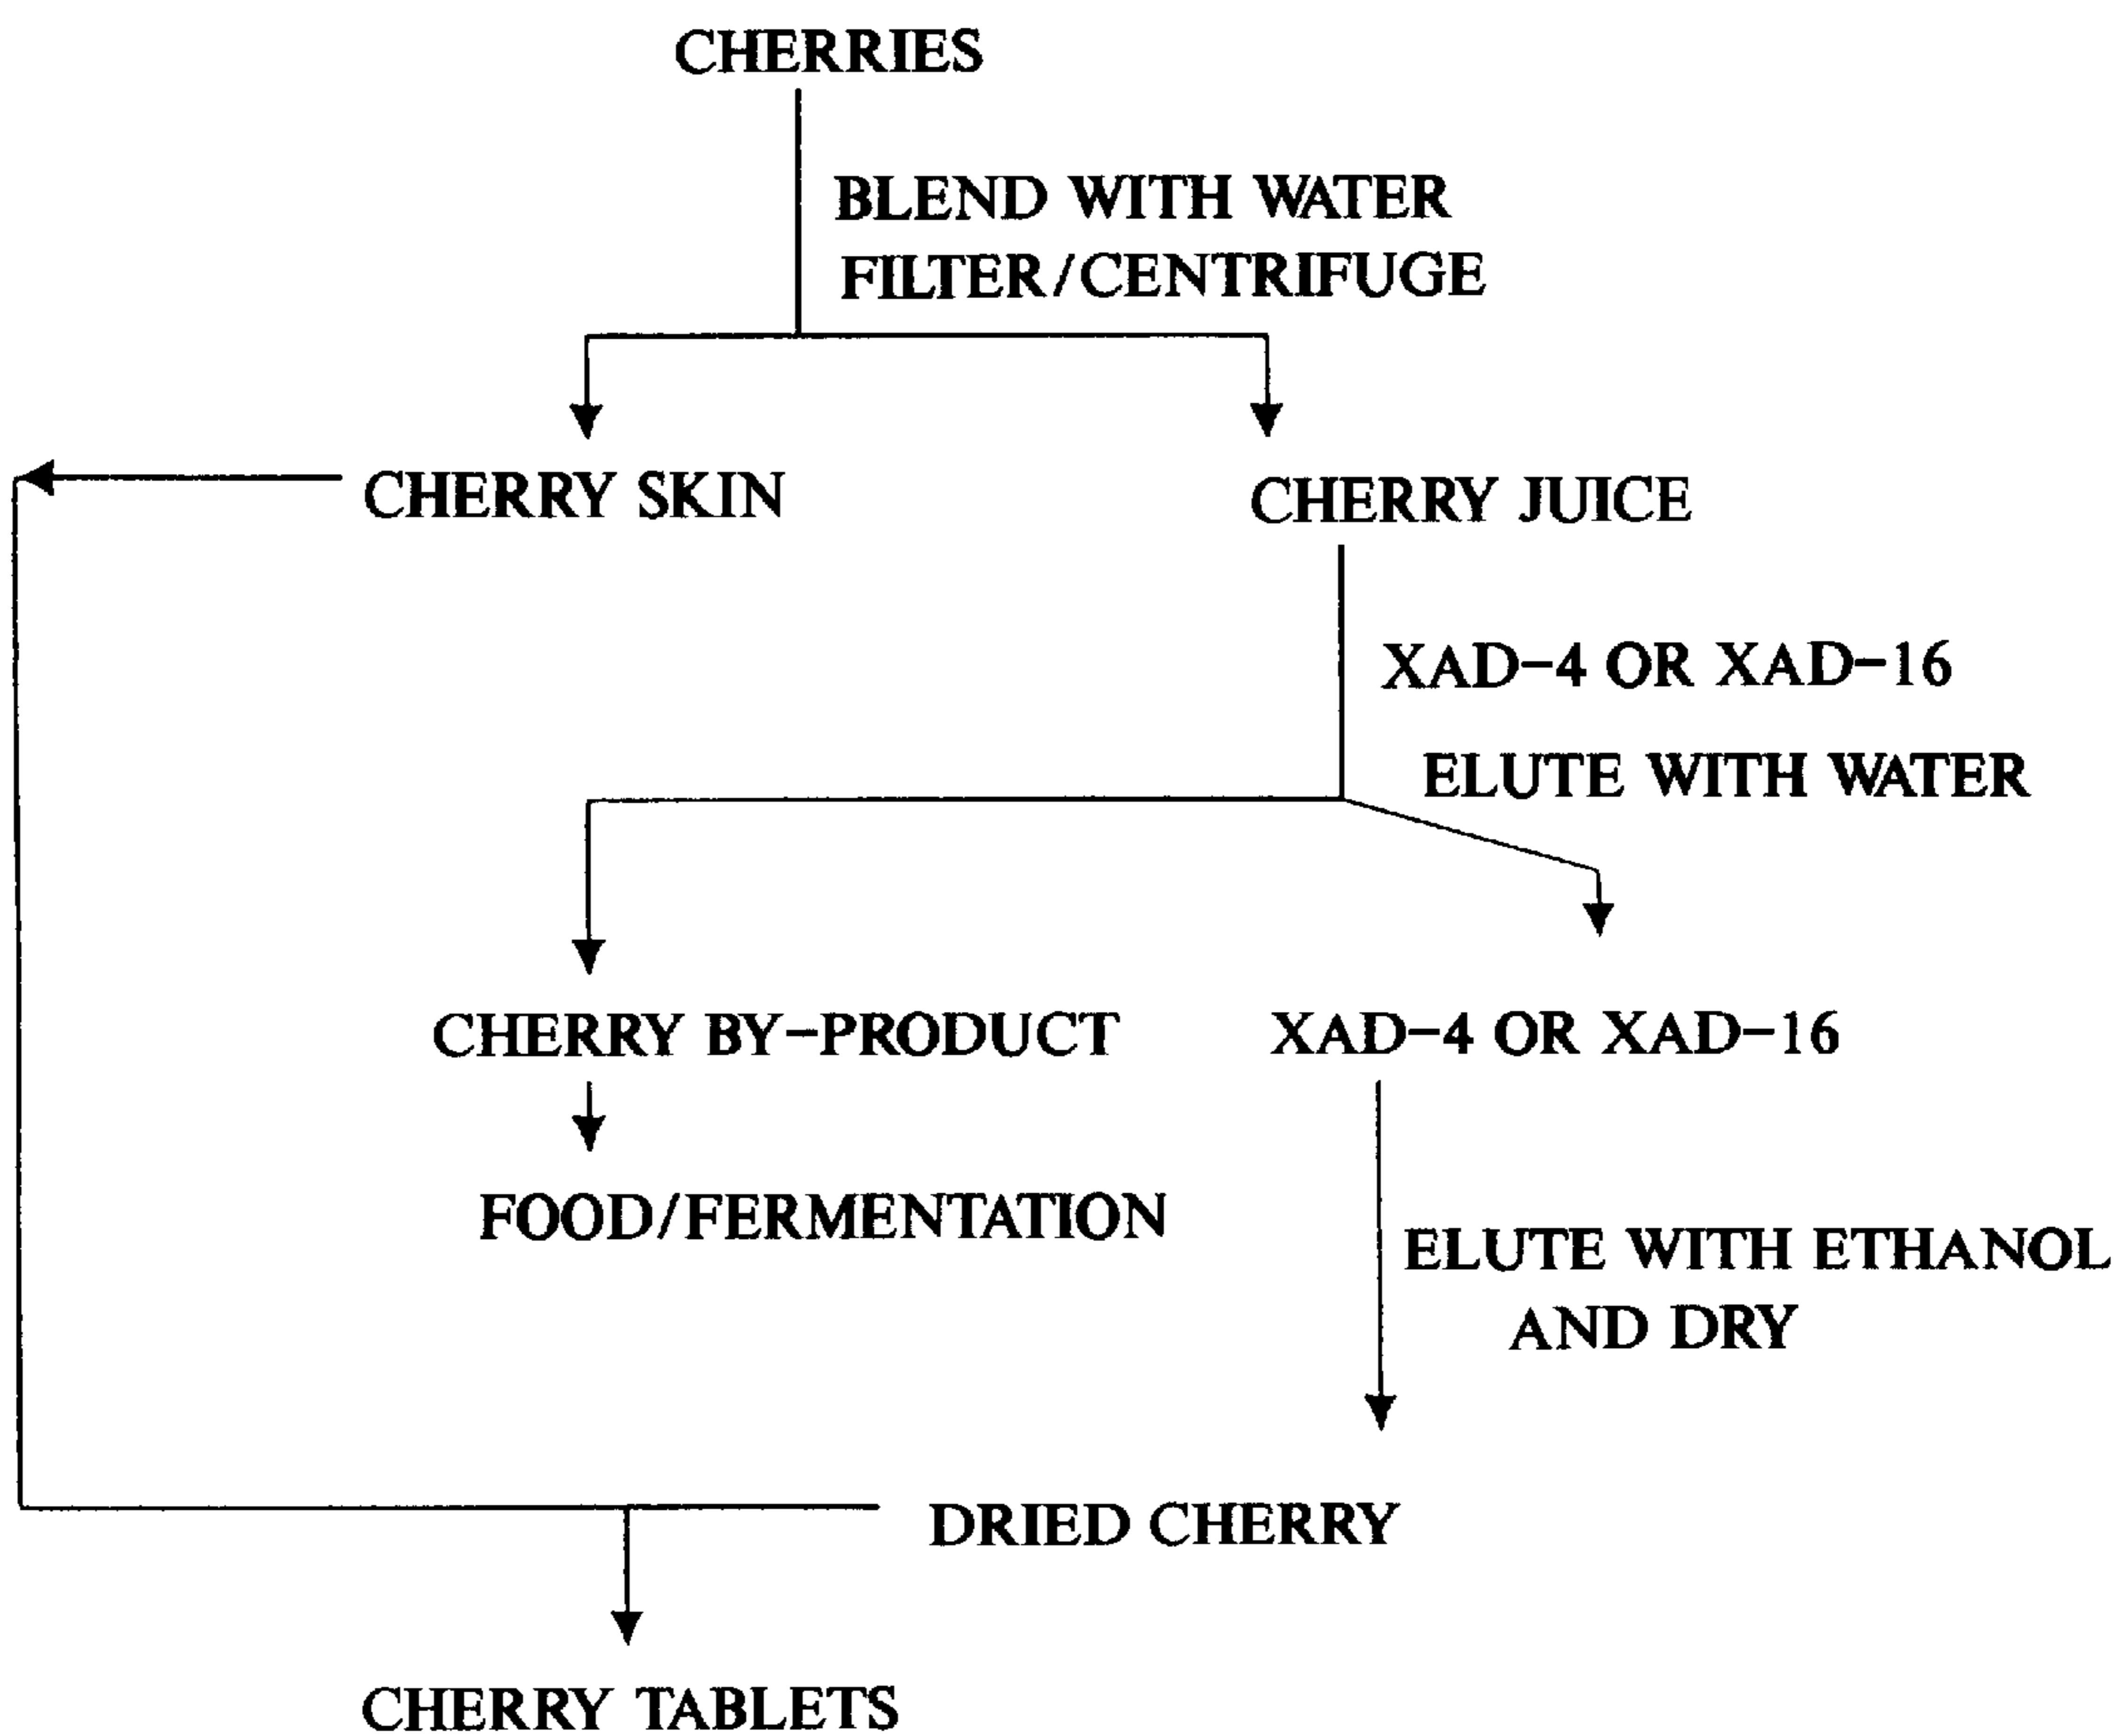 CHERRIES
BLEND WITH WATER
FILTER/CENTRIFUGE
CHERRY SKIN
CHERRY JUICE
XAD-4 OR XAD-16
ELUTE WITH WATER
CHERRY BY-PRODUCT
XAD-4 OR XAD-16
FOOD/FERMENTATION
ELUTE WITH ETHANOL
AND DRY
DRIED CHERRY
CHERRY TABLETS